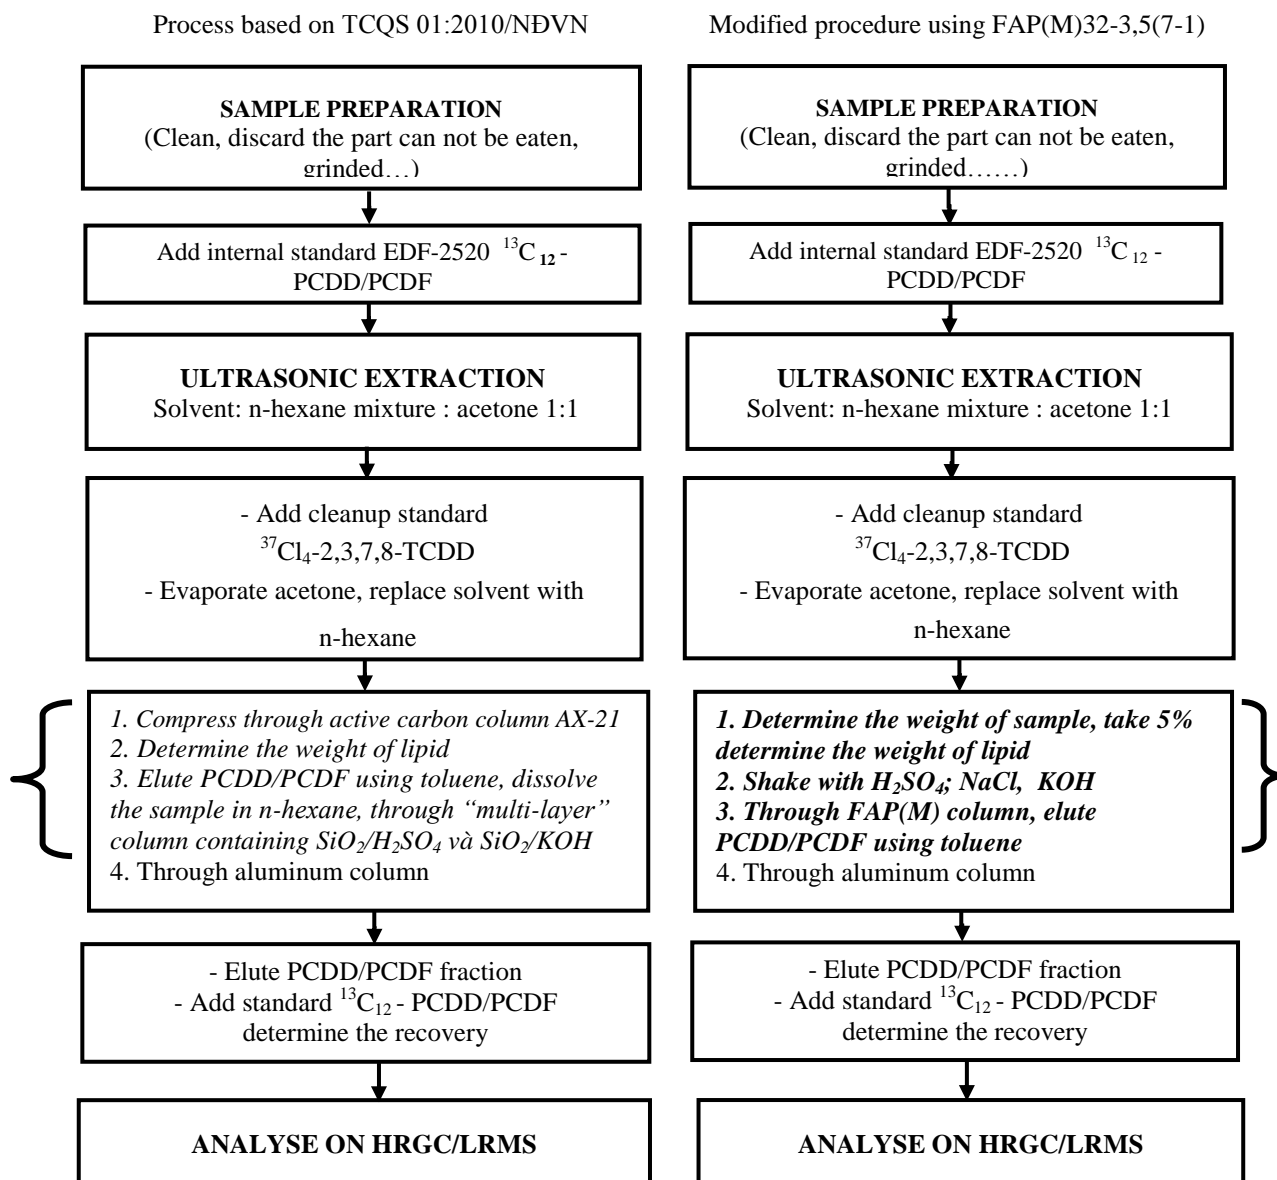 Process based on TCQS 01:2010/NĐVN
SAMPLE PREPARATION
(Clean, discard the part can not be eaten,
grinded…)
Add internal standard EDF-2520 ¹³C₁₂ -
PCDD/PCDF
ULTRASONIC EXTRACTION
Solvent: n-hexane mixture : acetone 1:1
- Add cleanup standard
³⁷Cl₄-2,3,7,8-TCDD
- Evaporate acetone, replace solvent with
n-hexane
1. Compress through active carbon column AX-21
2. Determine the weight of lipid
3. Elute PCDD/PCDF using toluene, dissolve
the sample in n-hexane, through “multi-layer”
column containing SiO₂/H₂SO₄ và SiO₂/KOH
4. Through aluminum column
- Elute PCDD/PCDF fraction
- Add standard ¹³C₁₂ - PCDD/PCDF
determine the recovery
ANALYSE ON HRGC/LRMS
Modified procedure using FAP(M)32-3,5(7-1)
SAMPLE PREPARATION
(Clean, discard the part can not be eaten,
grinded……)
Add internal standard EDF-2520 ¹³C ₁₂ -
PCDD/PCDF
ULTRASONIC EXTRACTION
Solvent: n-hexane mixture : acetone 1:1
- Add cleanup standard
³⁷Cl₄-2,3,7,8-TCDD
- Evaporate acetone, replace solvent with
n-hexane
1. Determine the weight of sample, take 5%
determine the weight of lipid
2. Shake with H₂SO₄; NaCl, KOH
3. Through FAP(M) column, elute
PCDD/PCDF using toluene
4. Through aluminum column
- Elute PCDD/PCDF fraction
- Add standard ¹³C₁₂ - PCDD/PCDF
determine the recovery
ANALYSE ON HRGC/LRMS